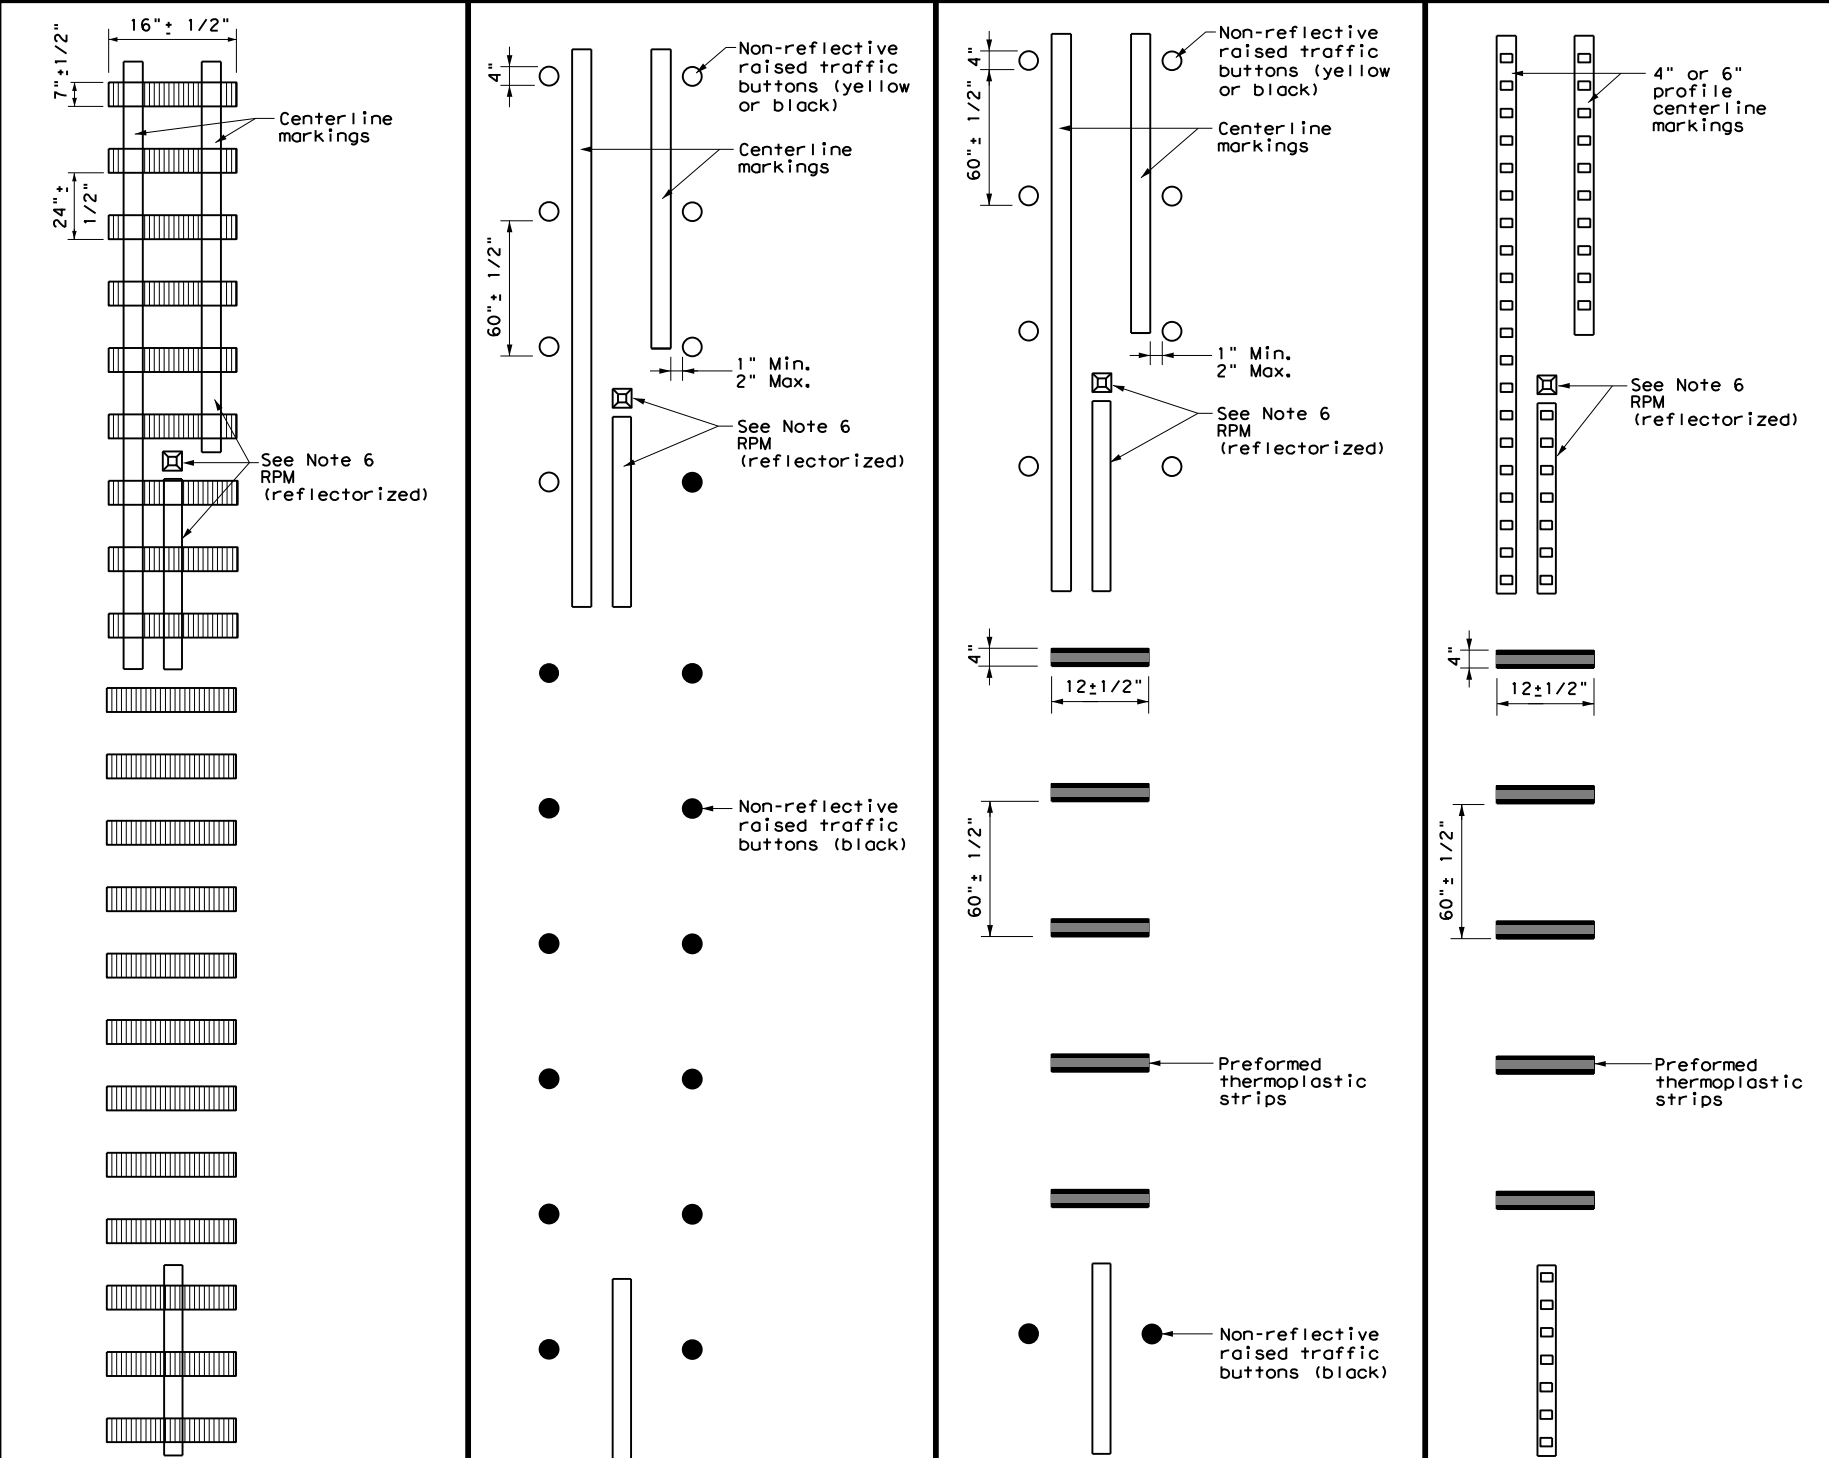 16"± 1/2"
7"±1/2"
Centerline
markings
24"±
1/2"
See Note 6
RPM
(reflectorized)
4"
Non-reflective
raised traffic
buttons (yellow
or black)
Centerline
markings
60"± 1/2"
1" Min.
2" Max.
See Note 6
RPM
(reflectorized)
Non-reflective
raised traffic
buttons (black)
4"
Non-reflective
raised traffic
buttons (yellow
or black)
60"± 1/2"
Centerline
markings
1" Min.
2" Max.
See Note 6
RPM
(reflectorized)
4"
12±1/2"
60"± 1/2"
Preformed
thermoplastic
strips
Non-reflective
raised traffic
buttons (black)
4" or 6"
profile
centerline
markings
See Note 6
RPM
(reflectorized)
4"
12±1/2"
60"± 1/2"
Preformed
thermoplastic
strips